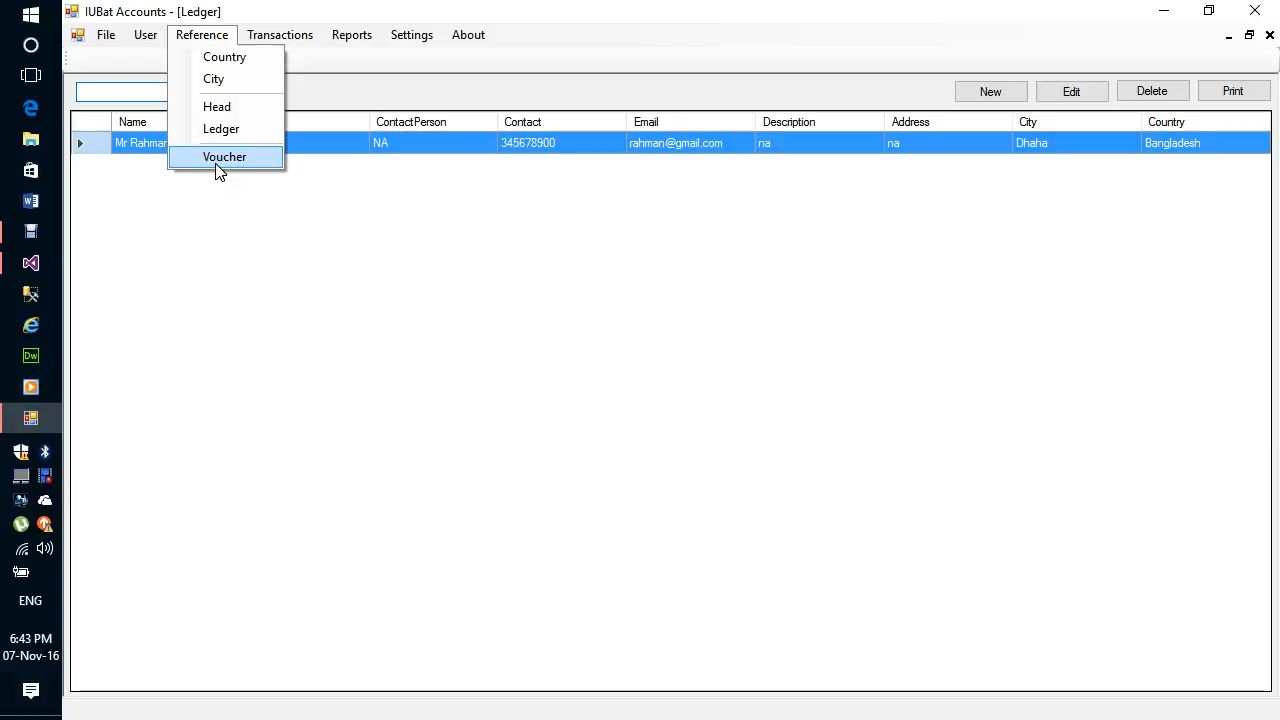 IUBat Accounts - [Ledger]
File User Reference Transactions Reports Settings About
Country
City
Head
Ledger
Voucher
New Edit Delete Print
Name ContactPerson Contact Email Description Address City Country
Mr Rahman NA 345678900 rahman@gmail.com na na Dhaha Bangladesh
Dw
ENG
6:43 PM
07-Nov-16